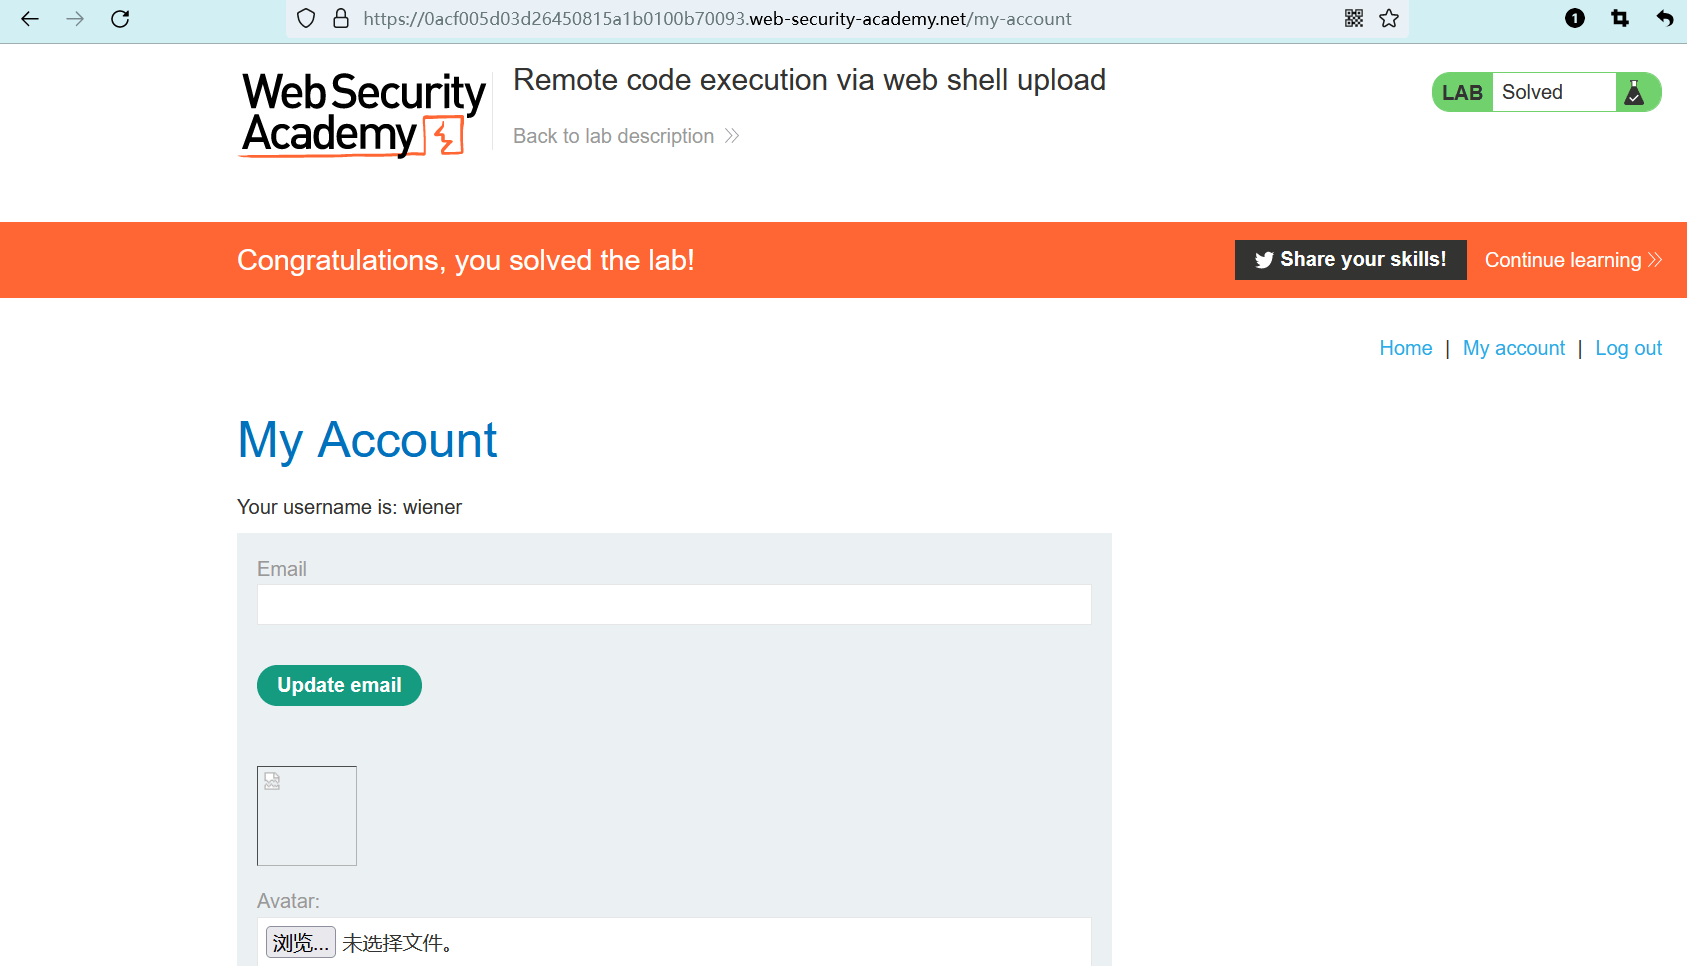 https://0acf005d03d26450815a1b0100b70093.web-security-academy.net/my-account
1
Web Security
Academy
Remote code execution via web shell upload
Back to lab description
LAB Solved
Congratulations, you solved the lab!
Share your skills!
Continue learning
Home | My account | Log out
My Account
Your username is: wiener
Email
Update email
Avatar:
浏览... 未选择文件。